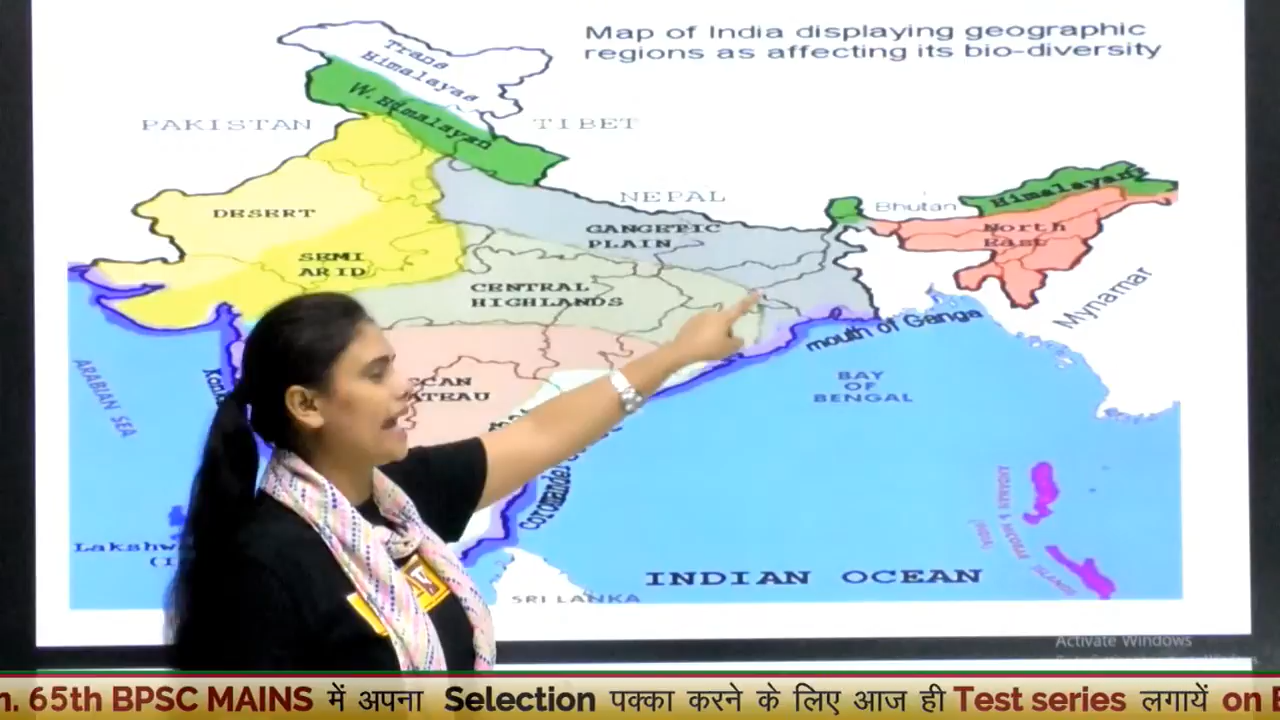 Map of India displaying geographic
regions as affecting its bio-diversity
Trans
Himalayas
W. Himalayan
PAKISTAN
TIBET
NEPAL
Bhutan
Himalayan
DESERT
GANGETIC
PLAIN
North
East
SEMI
ARID
CENTRAL
HIGHLANDS
Mynamar
mouth of Ganga
ARABIAN SEA
BAY
OF
BENGAL
Lakshw
INDIAN OCEAN
SRI LANKA
Activate Windows
65th BPSC MAINS में अपना Selection पक्का करने के लिए आज ही Test series लगायें on